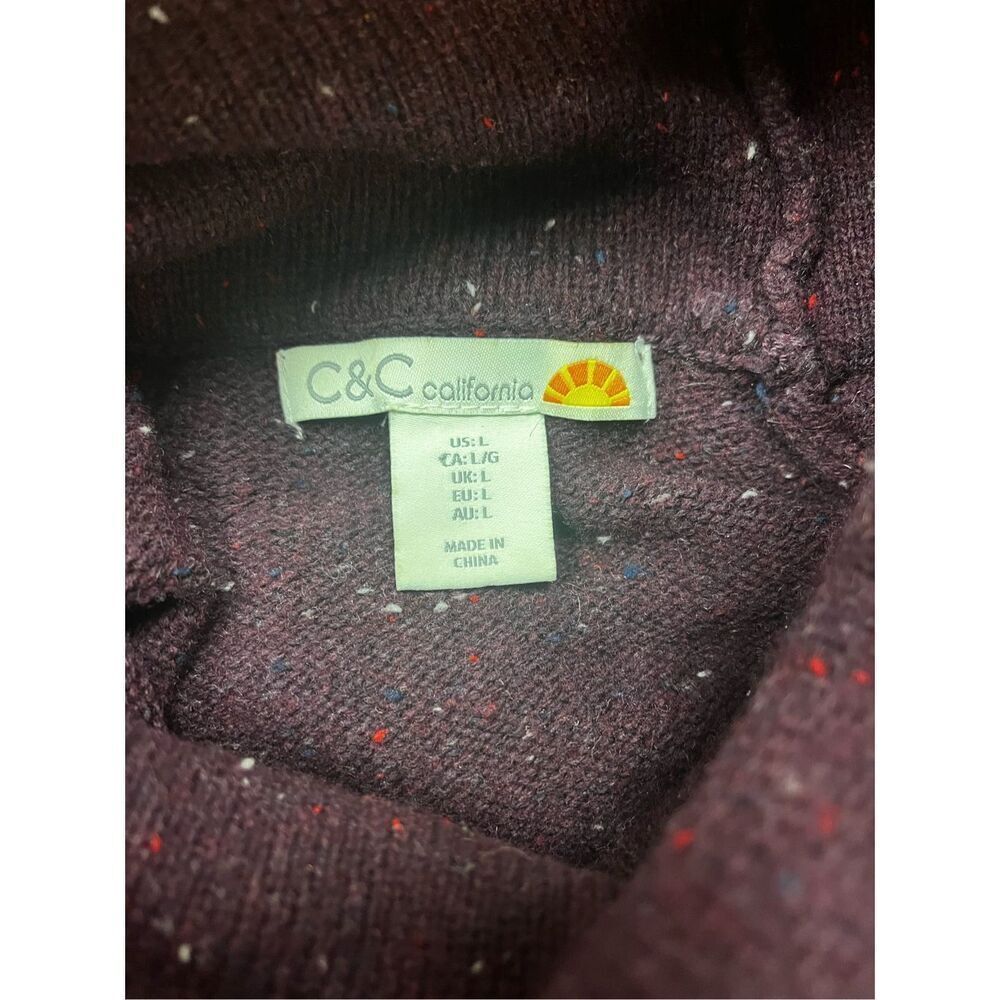 C&C california
US: L
CA: L/G
UK: L
EU: L
AU: L
MADE IN
CHINA